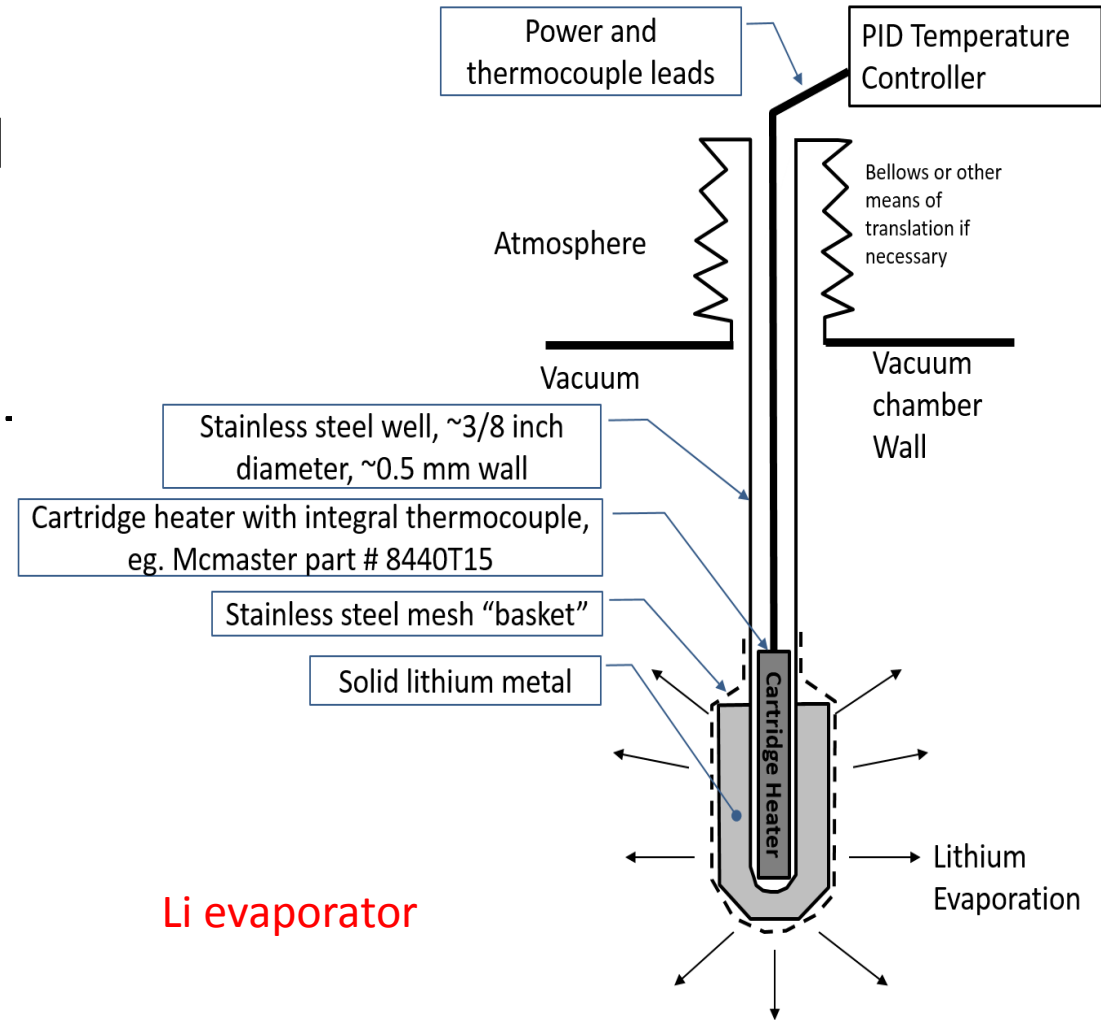 Power and
thermocouple leads
PID Temperature
Controller
Bellows or other
means of
translation if
necessary
Atmosphere
Vacuum
Vacuum
chamber
Wall
Stainless steel well, ~3/8 inch
diameter, ~0.5 mm wall
Cartridge heater with integral thermocouple,
eg. Mcmaster part # 8440T15
Stainless steel mesh “basket”
Solid lithium metal
Cartridge Heater
Lithium
Evaporation
Li evaporator